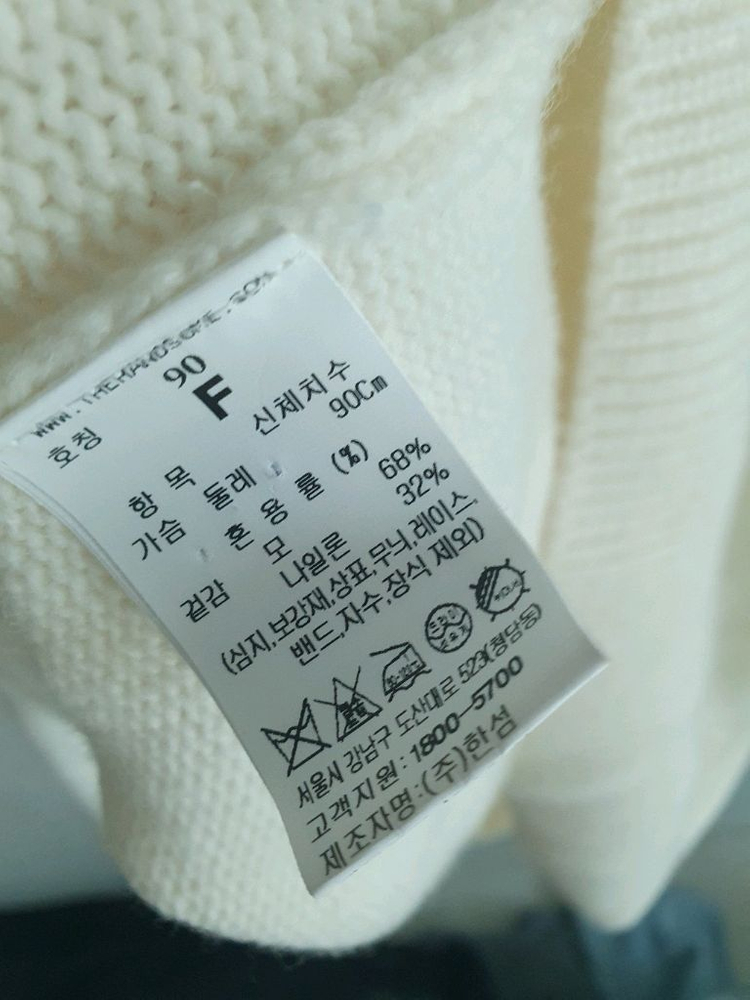 WWW.THEHANDSOME.COM
호칭 90
F
항 목 신체치수
가슴 둘레 90Cm
혼 용 률 (%)
겉감 모 68%
나일론 32%
(심지,보강재,상표,무늬,레이스,
밴드,자수,장식 제외)
서울시 강남구 도산대로 523(청담동)
고객지원:1800-5700
제조자명:(주)한섬